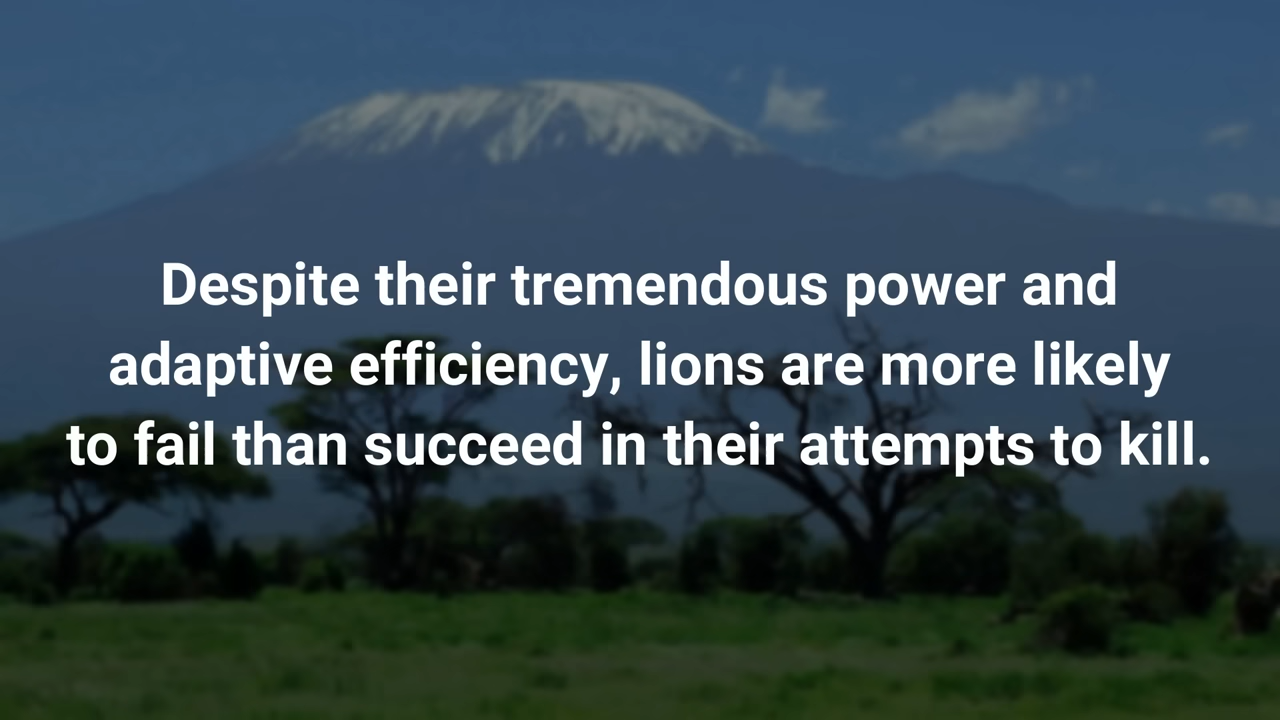 Despite their tremendous power and
adaptive efficiency, lions are more likely
to fail than succeed in their attempts to kill.